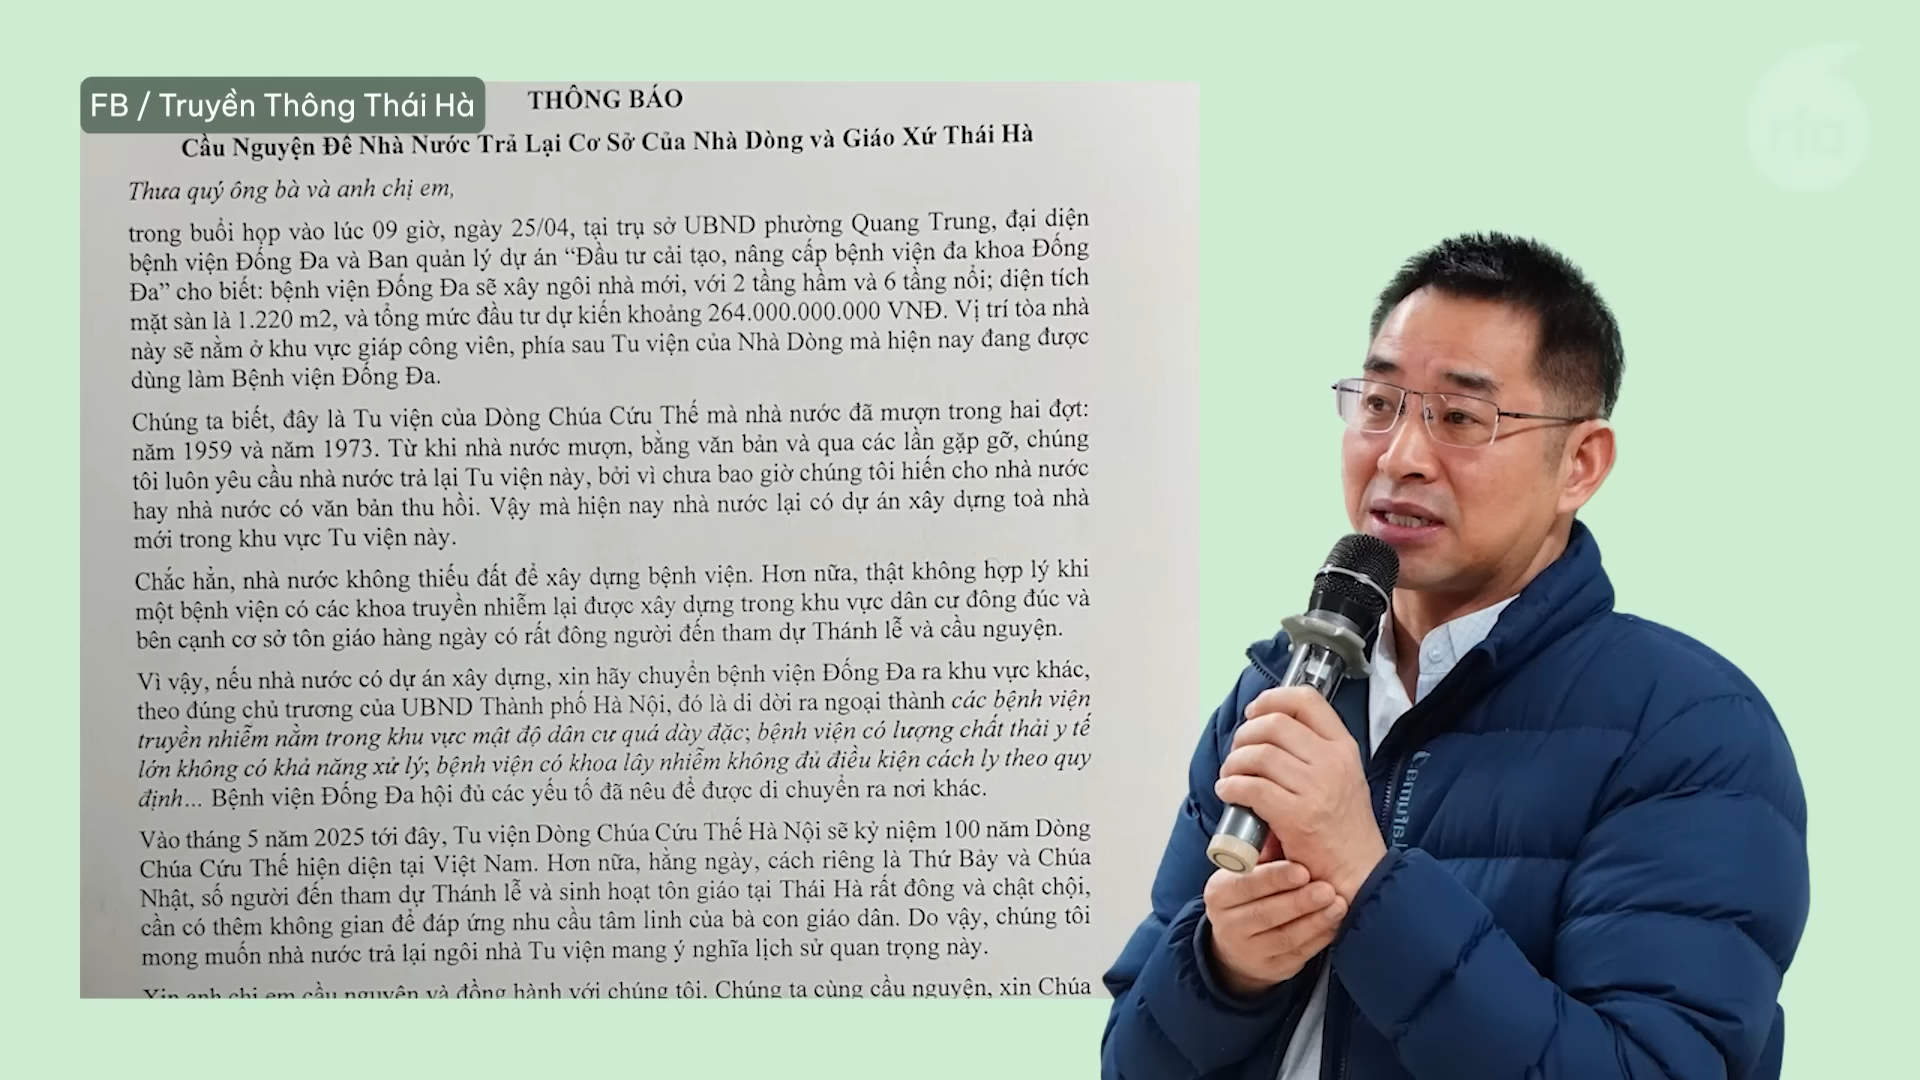 FB / Truyền Thông Thái Hà
THÔNG BÁO
Cầu Nguyện Để Nhà Nước Trả Lại Cơ Sở Của Nhà Dòng và Giáo Xứ Thái Hà
Thưa quý ông bà và anh chị em,
trong buổi họp vào lúc 09 giờ, ngày 25/04, tại trụ sở UBND phường Quang Trung, đại diện
bệnh viện Đống Đa và Ban quản lý dự án “Đầu tư cải tạo, nâng cấp bệnh viện đa khoa Đống
Đa” cho biết: bệnh viện Đống Đa sẽ xây ngôi nhà mới, với 2 tầng hầm và 6 tầng nổi; diện tích
mặt sàn là 1.220 m2, và tổng mức đầu tư dự kiến khoảng 264.000.000.000 VNĐ. Vị trí tòa nhà
này sẽ nằm ở khu vực giáp công viên, phía sau Tu viện của Nhà Dòng mà hiện nay đang được
dùng làm Bệnh viện Đống Đa.
Chúng ta biết, đây là Tu viện của Dòng Chúa Cứu Thế mà nhà nước đã mượn trong hai đợt:
năm 1959 và năm 1973. Từ khi nhà nước mượn, bằng văn bản và qua các lần gặp gỡ, chúng
tôi luôn yêu cầu nhà nước trả lại Tu viện này, bởi vì chưa bao giờ chúng tôi hiến cho nhà nước
hay nhà nước có văn bản thu hồi. Vậy mà hiện nay nhà nước lại có dự án xây dựng toà nhà
mới trong khu vực Tu viện này.
Chắc hẳn, nhà nước không thiếu đất để xây dựng bệnh viện. Hơn nữa, thật không hợp lý khi
một bệnh viện có các khoa truyền nhiễm lại được xây dựng trong khu vực dân cư đông đúc và
bên cạnh cơ sở tôn giáo hàng ngày có rất đông người đến tham dự Thánh lễ và cầu nguyện.
Vì vậy, nếu nhà nước có dự án xây dựng, xin hãy chuyển bệnh viện Đống Đa ra khu vực khác,
theo đúng chủ trương của UBND Thành phố Hà Nội, đó là di dời ra ngoại thành các bệnh viện
truyền nhiễm nằm trong khu vực mật độ dân cư quá dày đặc; bệnh viện có lượng chất thải y tế
lớn không có khả năng xử lý; bệnh viện có khoa lây nhiễm không đủ điều kiện cách ly theo quy
định... Bệnh viện Đống Đa hội đủ các yếu tố đã nêu để được di chuyển ra nơi khác.
Vào tháng 5 năm 2025 tới đây, Tu viện Dòng Chúa Cứu Thế Hà Nội sẽ kỷ niệm 100 năm Dòng
Chúa Cứu Thế hiện diện tại Việt Nam. Hơn nữa, hằng ngày, cách riêng là Thứ Bảy và Chúa
Nhật, số người đến tham dự Thánh lễ và sinh hoạt tôn giáo tại Thái Hà rất đông và chật chội,
cần có thêm không gian để đáp ứng nhu cầu tâm linh của bà con giáo dân. Do vậy, chúng tôi
mong muốn nhà nước trả lại ngôi nhà Tu viện mang ý nghĩa lịch sử quan trọng này.
Xin anh chị em cầu nguyện và đồng hành với chúng tôi. Chúng ta cùng cầu nguyện, xin Chúa
rfa